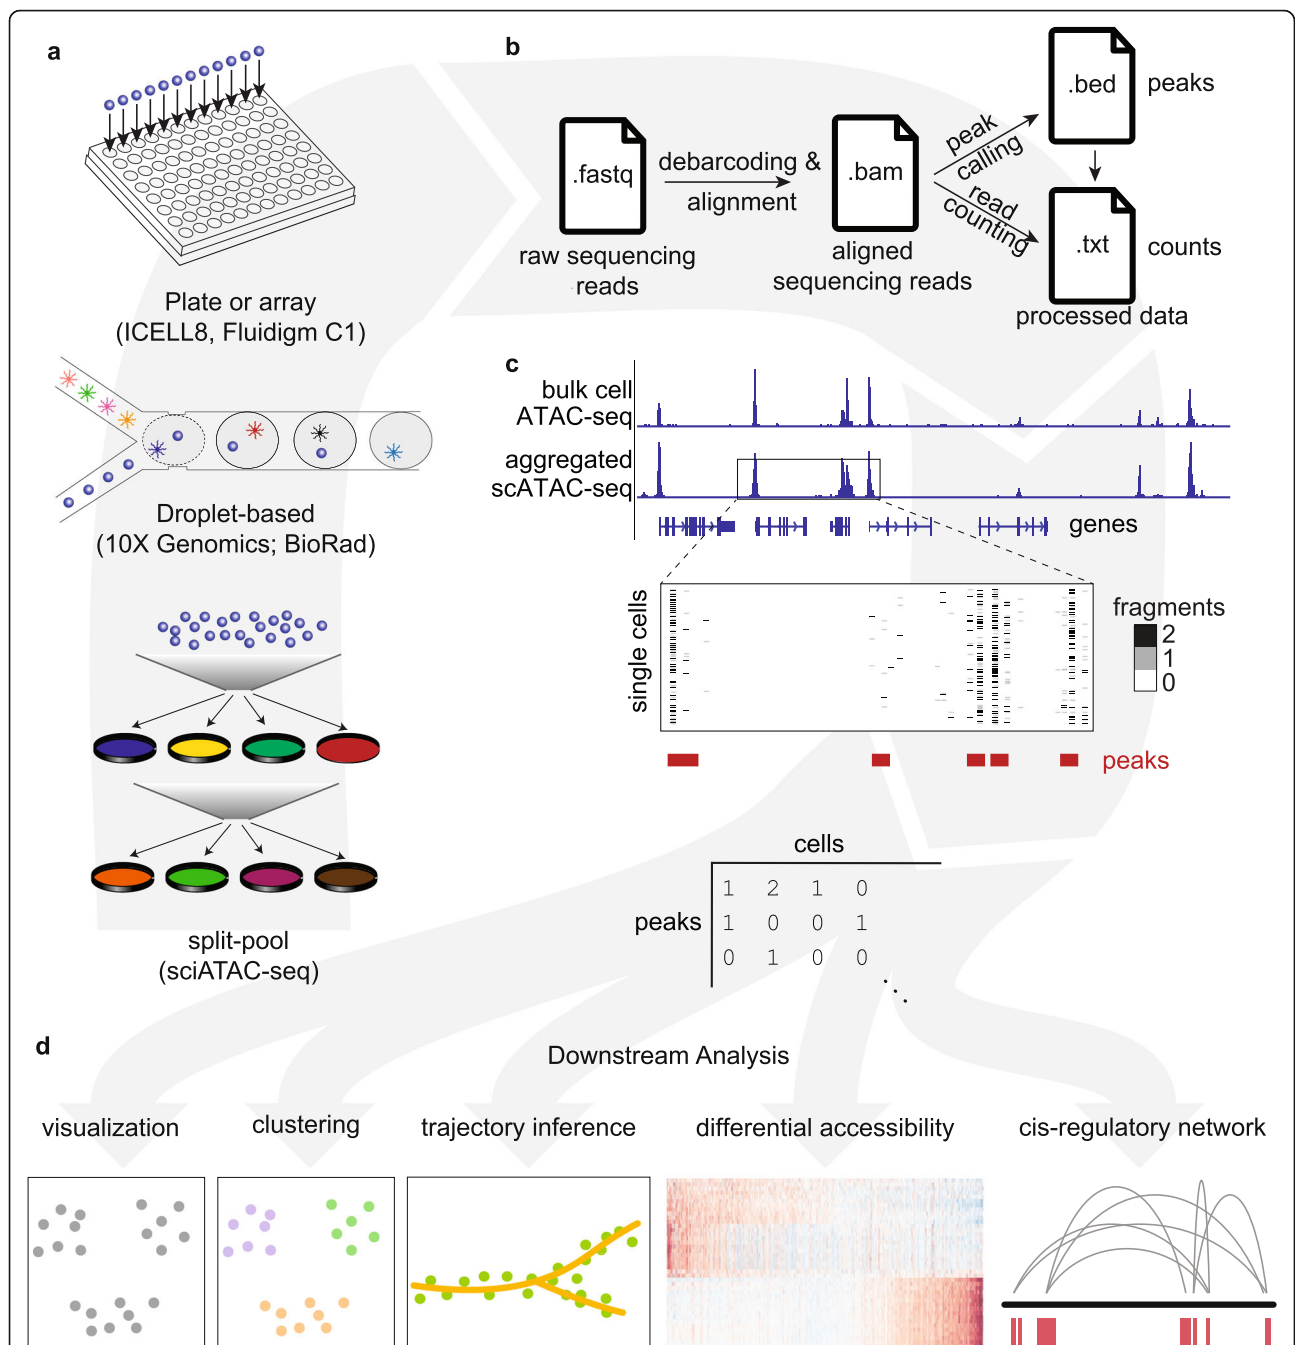 a
Plate or array
(ICELL8, Fluidigm C1)
Droplet-based
(10X Genomics; BioRad)
split-pool
(sciATAC-seq)
b
.fastq
raw sequencing
reads
debarcoding &
alignment
.bam
aligned
sequencing reads
peak
calling
read
counting
.bed
peaks
.txt
counts
processed data
c
bulk cell
ATAC-seq
aggregated
scATAC-seq
genes
single cells
fragments
2
1
0
peaks
cells
peaks
1 2 1 0
1 0 0 1
0 1 0 0
d
Downstream Analysis
visualization
clustering
trajectory inference
differential accessibility
cis-regulatory network